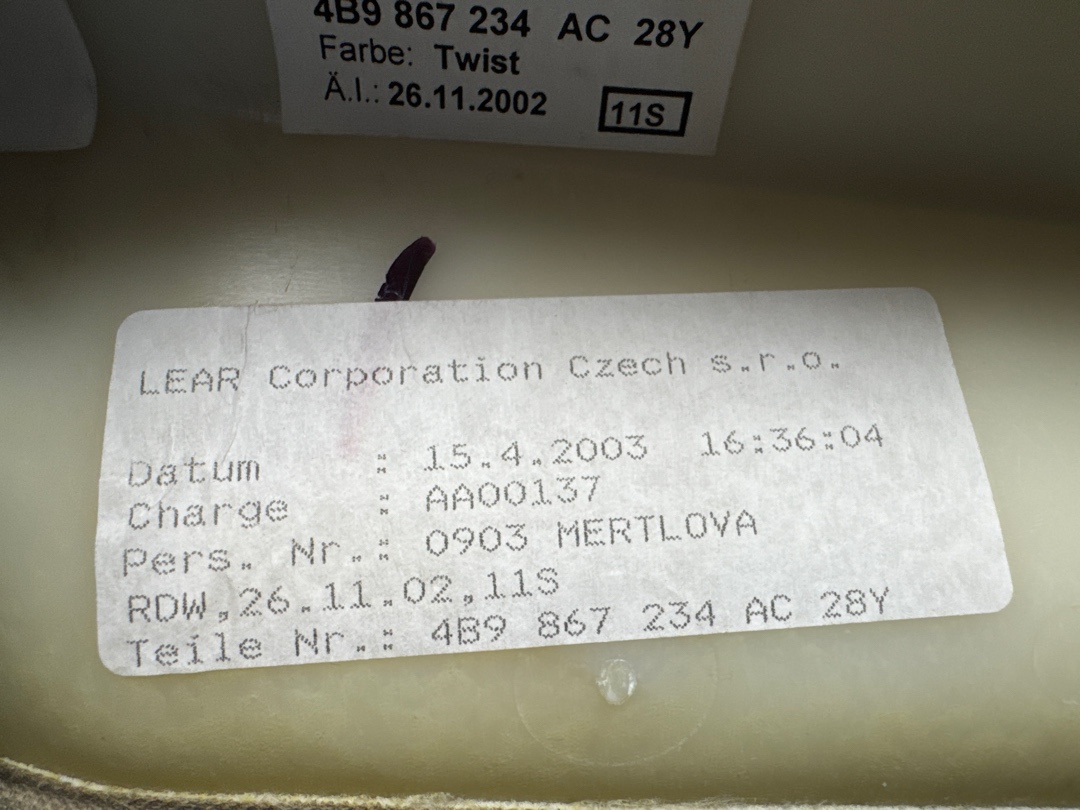 4B9 867 234 AC 28Y
Farbe: Twist
Ä.I.: 26.11.2002 11S
LEAR Corporation Czech s.r.o.
Datum : 15.4.2003 16:36:04
Charge : AA00137
Pers. Nr.: 0903 MERTLOVA
RDW,26.11.02,11S
Teile Nr.: 4B9 867 234 AC 28Y